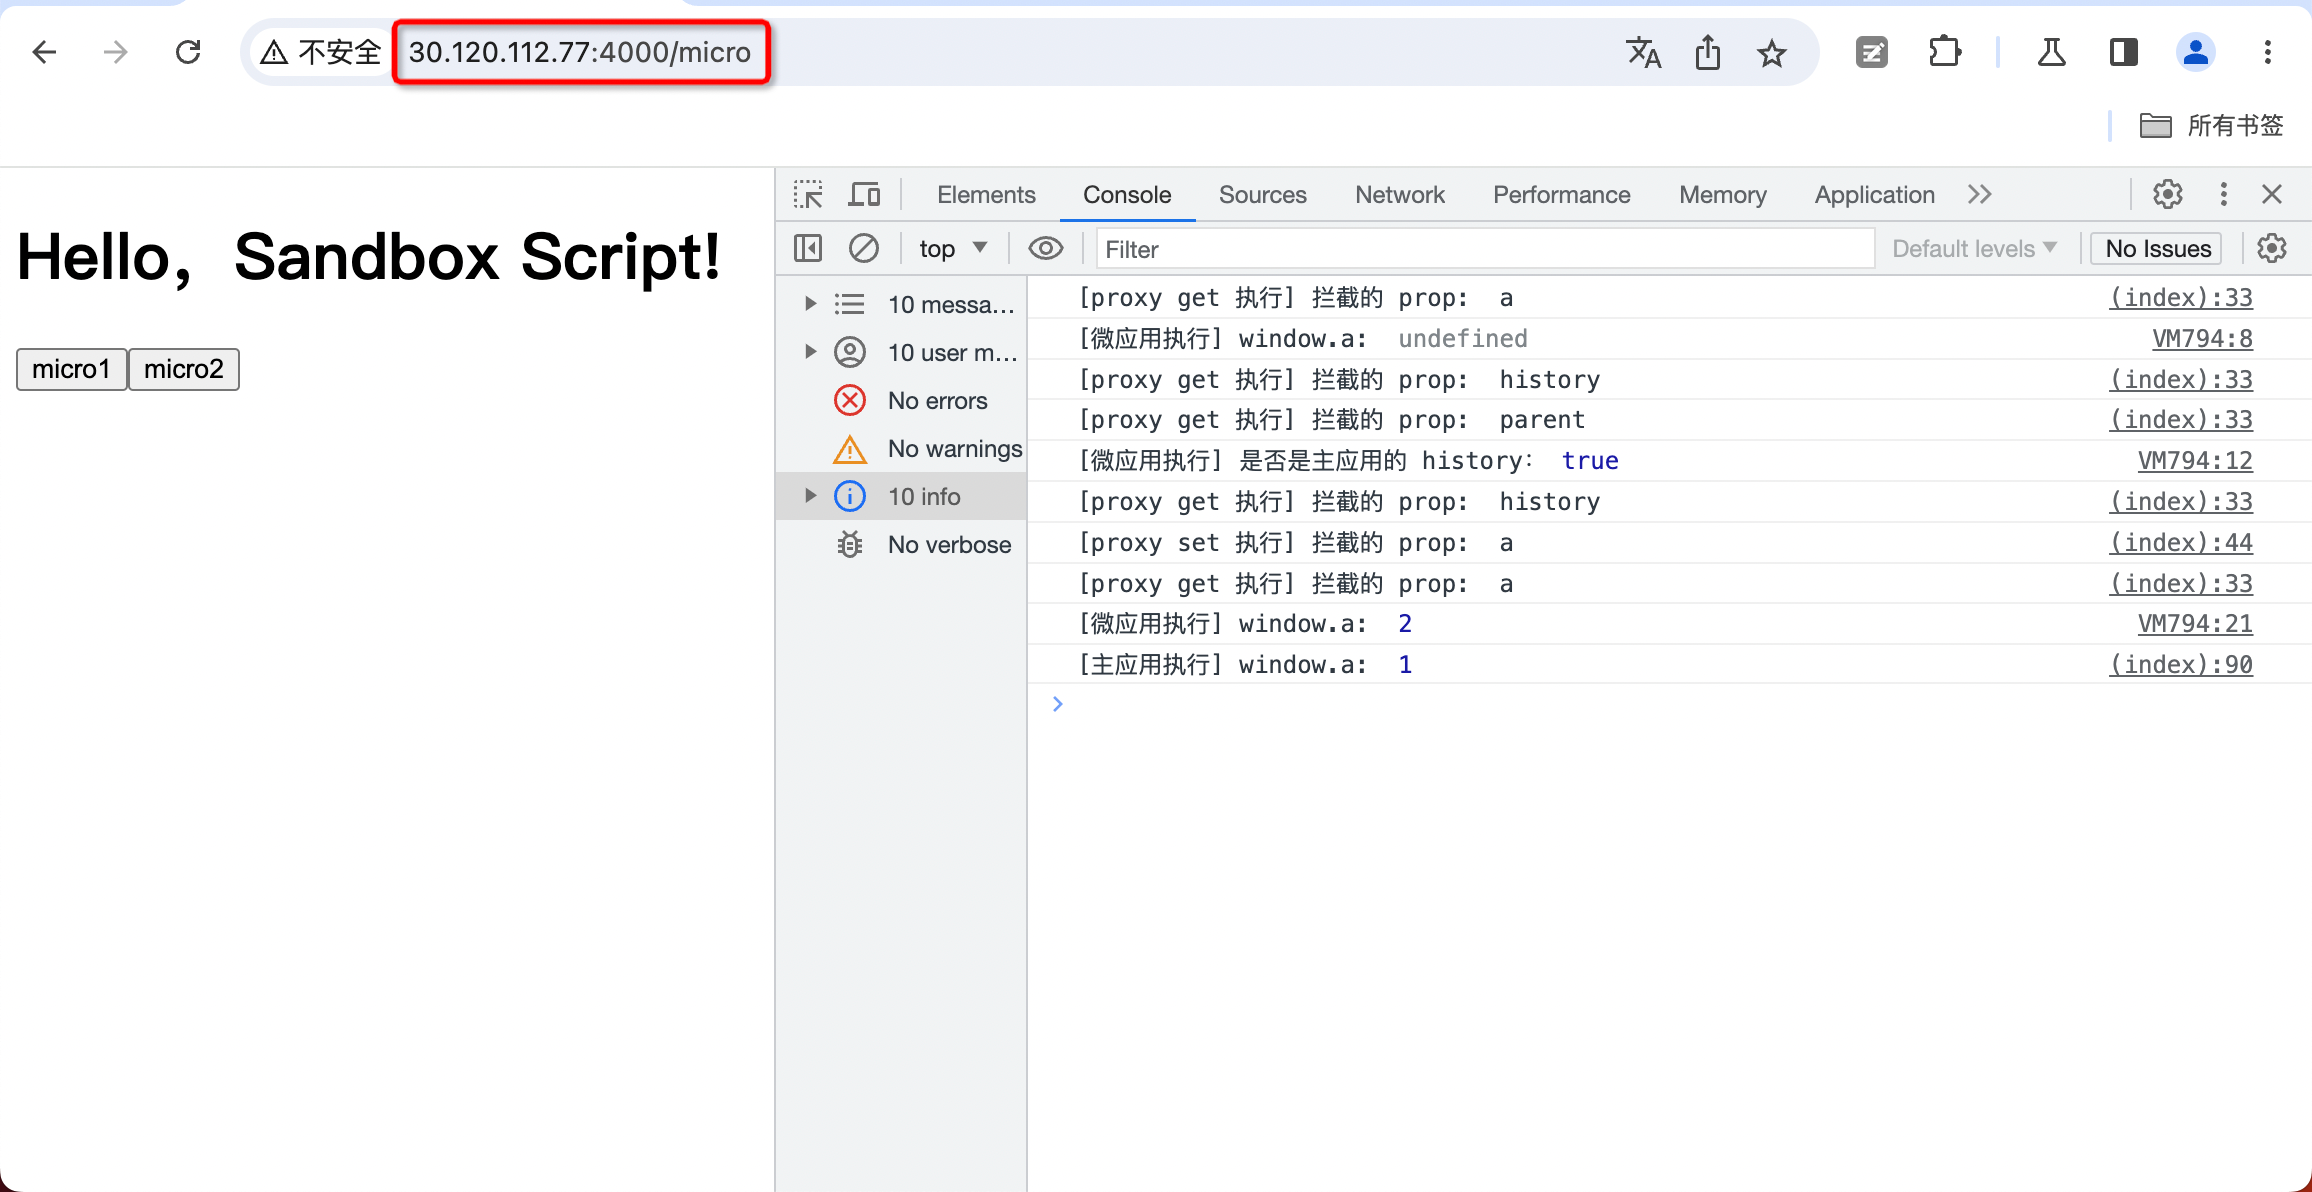 不安全 30.120.112.77:4000/micro
所有书签
Hello，Sandbox Script!
micro1 micro2
Elements Console Sources Network Performance Memory Application
top Filter Default levels No Issues
10 messa...
10 user m...
No errors
No warnings
10 info
No verbose
[proxy get 执行] 拦截的 prop: a (index):33
[微应用执行] window.a: undefined VM794:8
[proxy get 执行] 拦截的 prop: history (index):33
[proxy get 执行] 拦截的 prop: parent (index):33
[微应用执行] 是否是主应用的 history: true VM794:12
[proxy get 执行] 拦截的 prop: history (index):33
[proxy set 执行] 拦截的 prop: a (index):44
[proxy get 执行] 拦截的 prop: a (index):33
[微应用执行] window.a: 2 VM794:21
[主应用执行] window.a: 1 (index):90